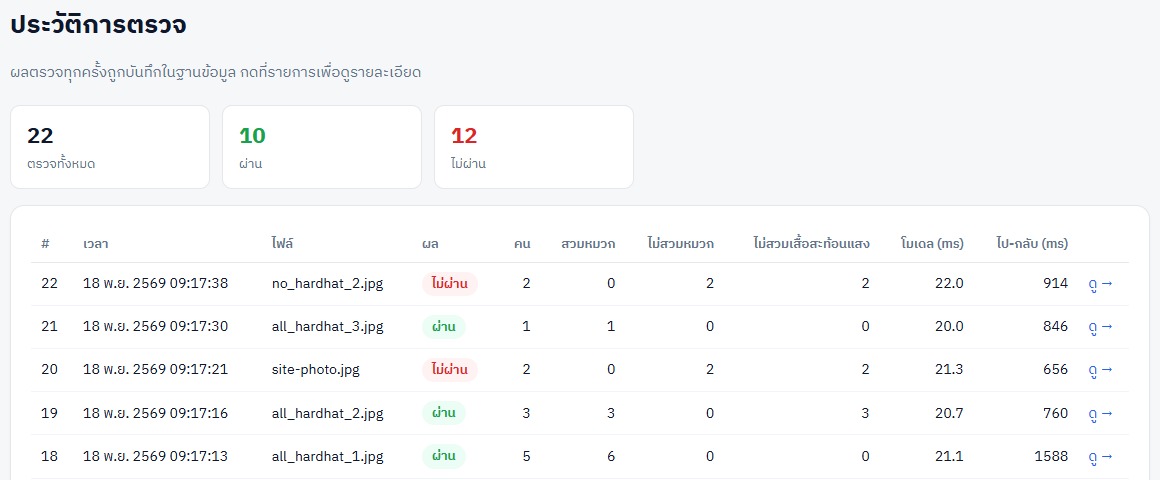 ประวัติการตรวจ
ผลตรวจทุกครั้งถูกบันทึกในฐานข้อมูล กดที่รายการเพื่อดูรายละเอียด
22 10 12
ตรวจทั้งหมด ผ่าน ไม่ผ่าน
# เวลา ไฟล์ ผล คน สวมหมวก ไม่สวมหมวก ไม่สวมเสื้อสะท้อนแสง โมเดล (ms) ไป-กลับ (ms)
22 18 พ.ย. 2569 09:17:38 no_hardhat_2.jpg ไม่ผ่าน 2 0 2 2 22.0 914 ดู →
21 18 พ.ย. 2569 09:17:30 all_hardhat_3.jpg ผ่าน 1 1 0 0 20.0 846 ดู →
20 18 พ.ย. 2569 09:17:21 site-photo.jpg ไม่ผ่าน 2 0 2 2 21.3 656 ดู →
19 18 พ.ย. 2569 09:17:16 all_hardhat_2.jpg ผ่าน 3 3 0 3 20.7 760 ดู →
18 18 พ.ย. 2569 09:17:13 all_hardhat_1.jpg ผ่าน 5 6 0 0 21.1 1588 ดู →